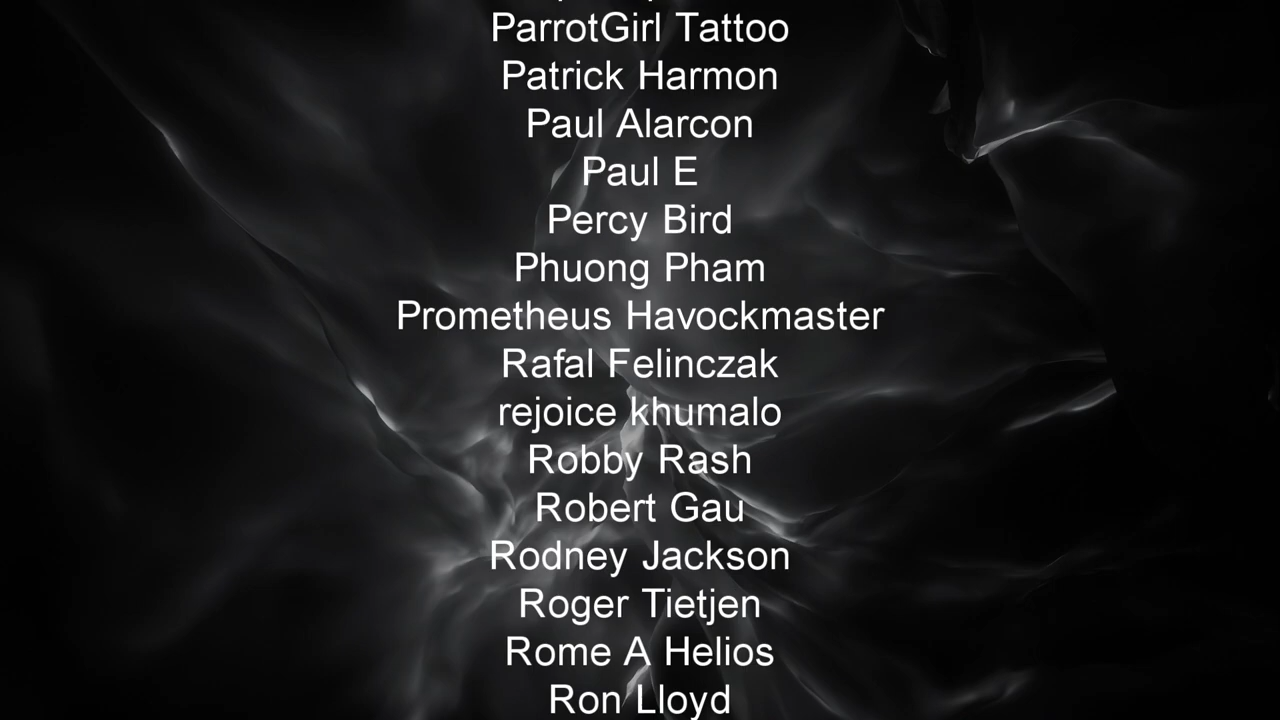 ParrotGirl Tattoo
Patrick Harmon
Paul Alarcon
Paul E
Percy Bird
Phuong Pham
Prometheus Havockmaster
Rafal Felinczak
rejoice khumalo
Robby Rash
Robert Gau
Rodney Jackson
Roger Tietjen
Rome A Helios
Ron Lloyd